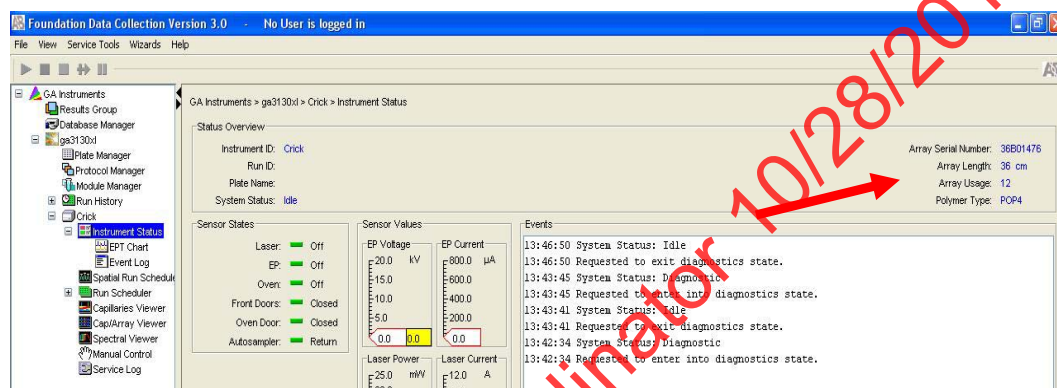 Foundation Data Collection Version 3.0 - No User is logged in
File View Service Tools Wizards Help
GA Instruments
Results Group
Database Manager
ga3130xl
Plate Manager
Protocol Manager
Module Manager
Run History
Crick
Instrument Status
EPT Chart
Event Log
Spatial Run Schedule
Run Scheduler
Capillaries Viewer
Cap/Array Viewer
Spectral Viewer
Manual Control
Service Log
GA Instruments > ga3130xl > Crick > Instrument Status
Status Overview
Instrument ID: Crick
Run ID:
Plate Name:
System Status: Idle
Array Serial Number: 36B01476
Array Length: 36 cm
Array Usage: 12
Polymer Type: POP4
Sensor States
Laser: Off
EP: Off
Oven: Off
Front Doors: Closed
Oven Door: Closed
Autosampler: Return
Sensor Values
EP Voltage
20.0 kV
15.0
10.0
5.0
0.0 0.0
EP Current
800.0 µA
600.0
400.0
200.0
0.0
Laser Power
25.0 mW
Laser Current
12.0 A
Events
13:46:50 System Status: Idle
13:46:50 Requested to exit diagnostics state.
13:43:45 System Status: Diagnostic
13:43:45 Requested to enter into diagnostics state.
13:43:41 System Status: Idle
13:43:41 Requested to exit diagnostics state.
13:42:34 System Status: Diagnostic
13:42:34 Requested to enter into diagnostics state.
10/28/20